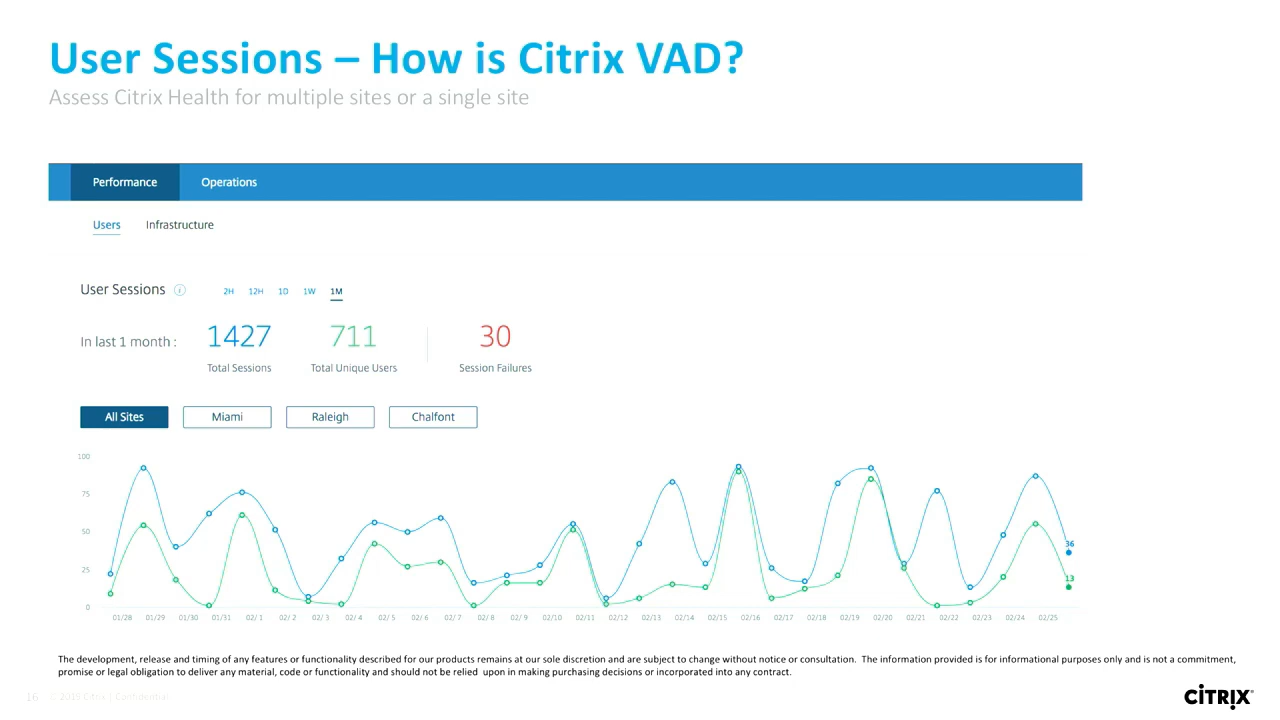 User Sessions – How is Citrix VAD?
Assess Citrix Health for multiple sites or a single site
Performance Operations
Users Infrastructure
User Sessions i 2H 12H 1D 1W 1M
In last 1 month : 1427 711 30
Total Sessions Total Unique Users Session Failures
All Sites Miami Raleigh Chalfont
100
75
50
25
0
36
13
01/28 01/29 01/30 01/31 02/ 1 02/ 2 02/ 3 02/ 4 02/ 5 02/ 6 02/ 7 02/ 8 02/ 9 02/10 02/11 02/12 02/13 02/14 02/15 02/16 02/17 02/18 02/19 02/20 02/21 02/22 02/23 02/24 02/25
The development, release and timing of any features or functionality described for our products remains at our sole discretion and are subject to change without notice or consultation. The information provided is for informational purposes only and is not a commitment,
promise or legal obligation to deliver any material, code or functionality and should not be relied upon in making purchasing decisions or incorporated into any contract.
16 © Citrix | Confidential
CİTRIX